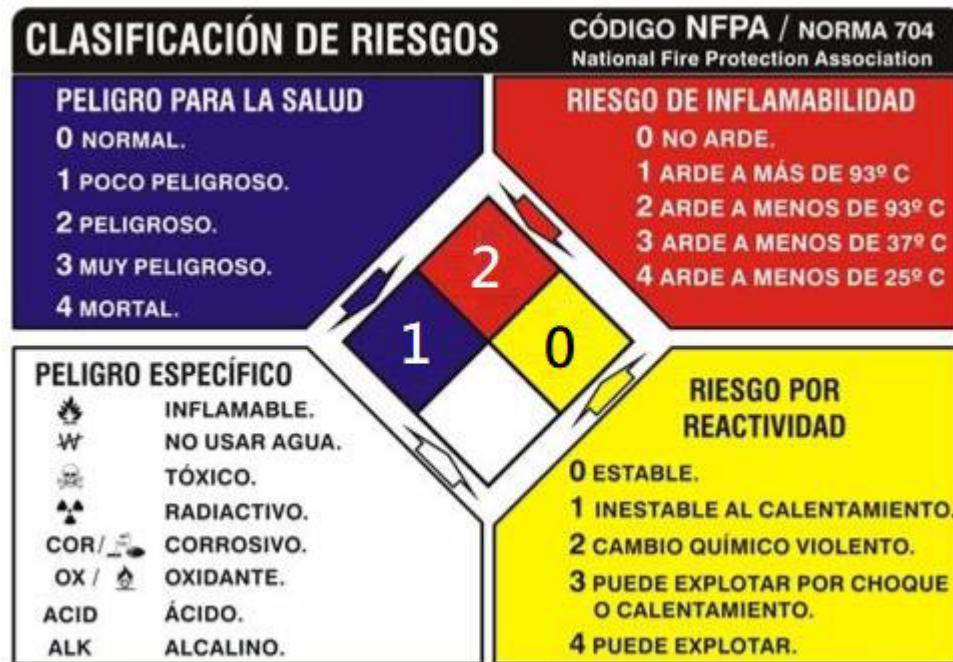 CLASIFICACIÓN DE RIESGOS
CÓDIGO NFPA / NORMA 704
National Fire Protection Association
PELIGRO PARA LA SALUD
0 NORMAL.
1 POCO PELIGROSO.
2 PELIGROSO.
3 MUY PELIGROSO.
4 MORTAL.
RIESGO DE INFLAMABILIDAD
0 NO ARDE.
1 ARDE A MÁS DE 93º C
2 ARDE A MENOS DE 93º C
3 ARDE A MENOS DE 37º C
4 ARDE A MENOS DE 25º C
2
1
0
PELIGRO ESPECÍFICO
INFLAMABLE.
W NO USAR AGUA.
TÓXICO.
RADIACTIVO.
COR/ CORROSIVO.
OX / OXIDANTE.
ACID ÁCIDO.
ALK ALCALINO.
RIESGO POR
REACTIVIDAD
0 ESTABLE.
1 INESTABLE AL CALENTAMIENTO.
2 CAMBIO QUÍMICO VIOLENTO.
3 PUEDE EXPLOTAR POR CHOQUE
O CALENTAMIENTO.
4 PUEDE EXPLOTAR.